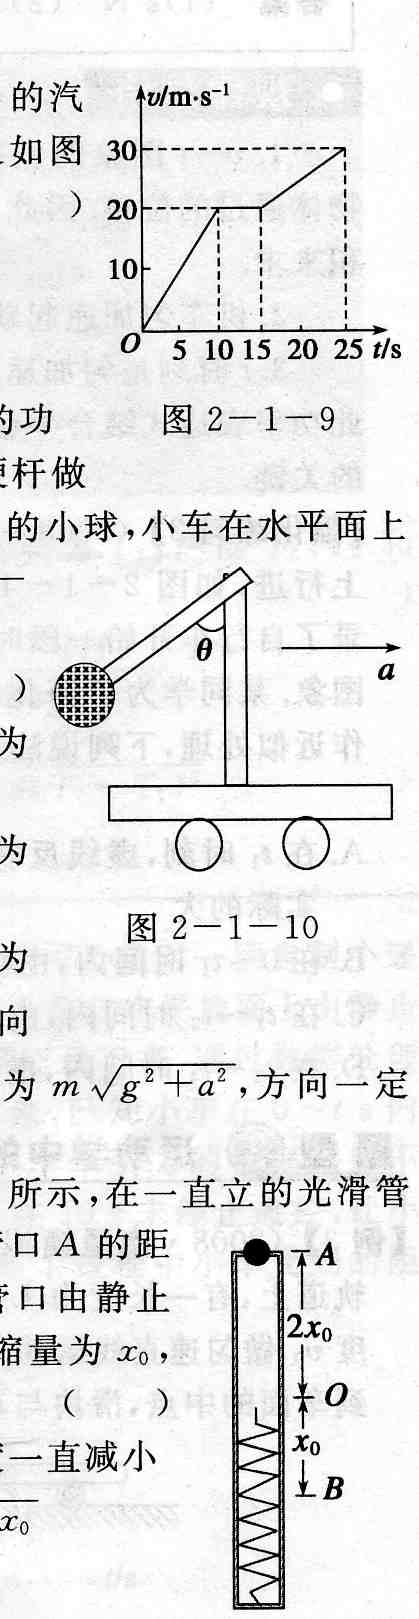 的汽
如图
)
v/m·s⁻¹
30
20
10
O 5 10 15 20 25 t/s
的功 图 2-1-9
硬杆做
的小球,小车在水平面上
θ
a
)
为
为
图 2-1-10
为
向
为 m√(g²+a²),方向一定
所示,在一直立的光滑管
管口 A 的距
管口由静止
缩量为 x₀,
( )
度一直减小
x₀
A
2x₀
O
x₀
B